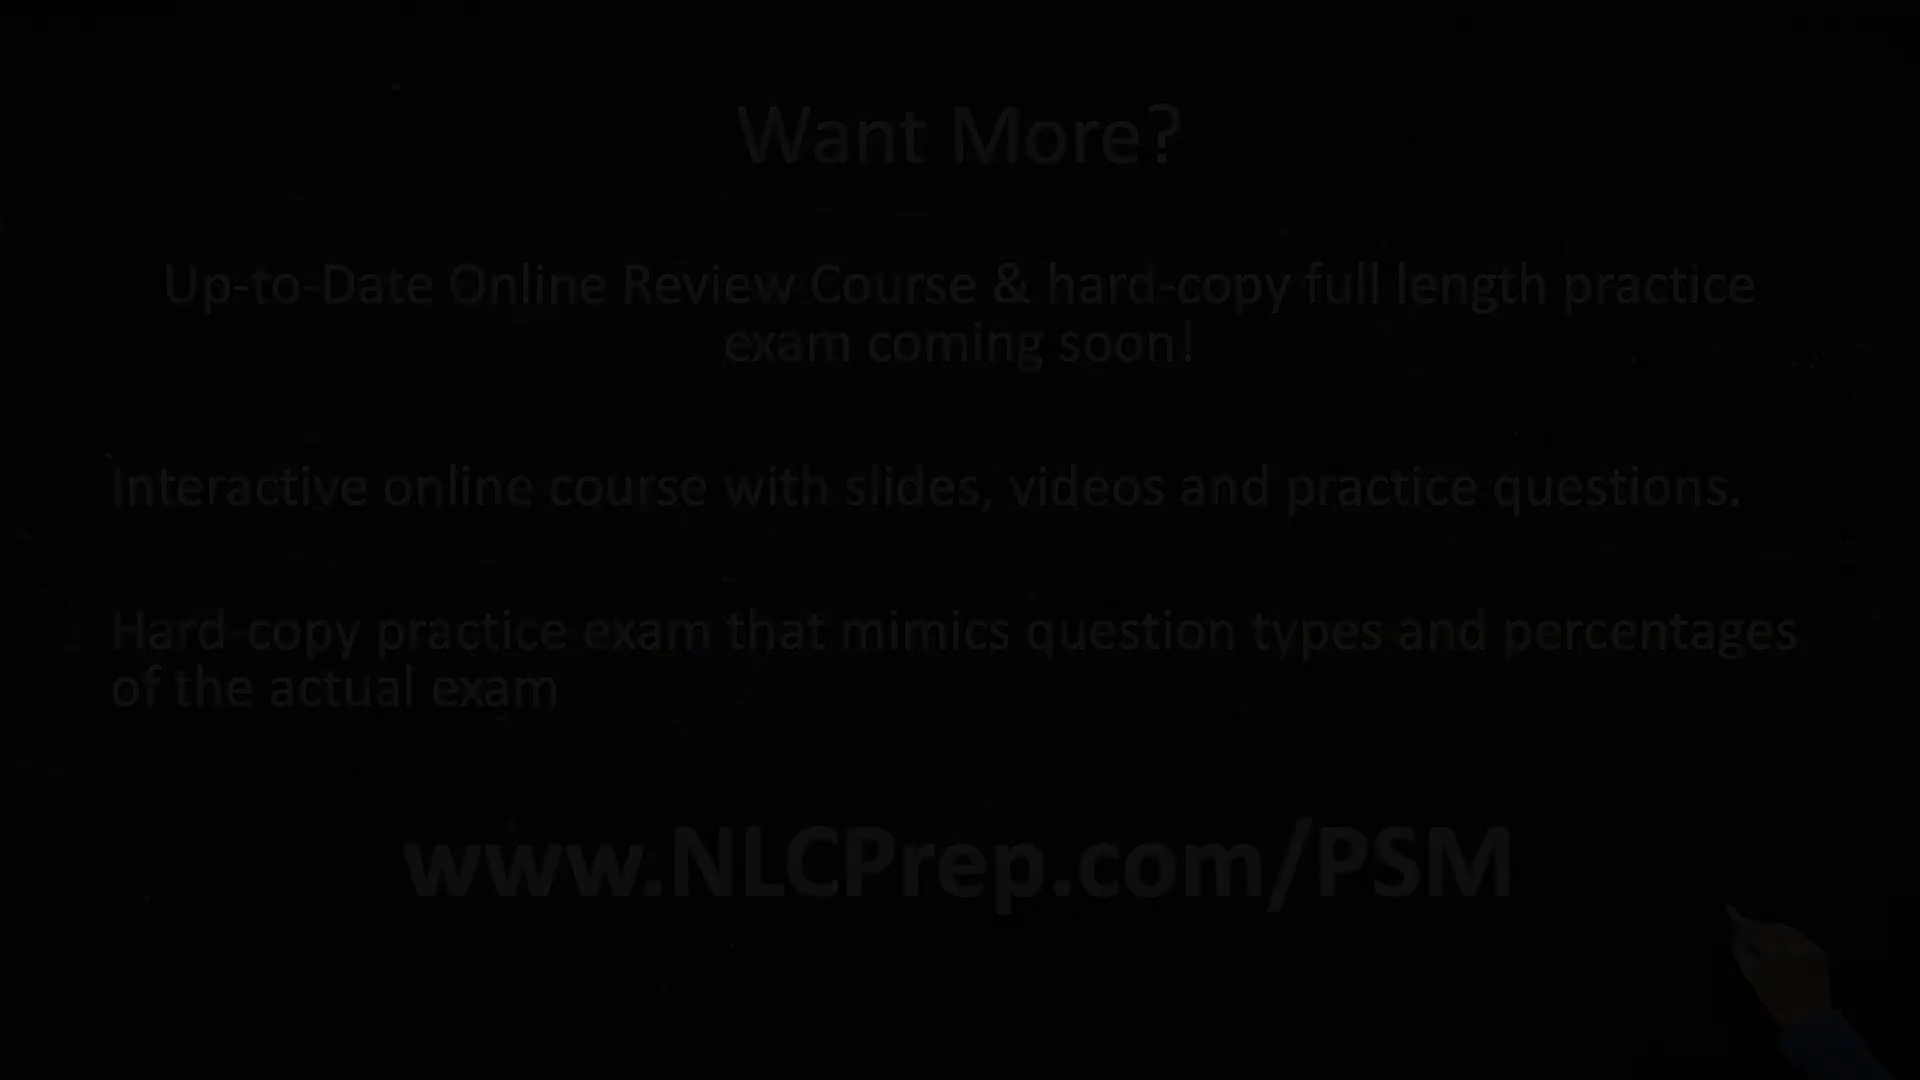 Want More?
Up-to-Date Online Review Course & hard-copy full length practice
exam coming soon!
Interactive online course with slides, videos and practice questions.
Hard-copy practice exam that mimics question types and percentages
of the actual exam
www.NLCPrep.com/PSM